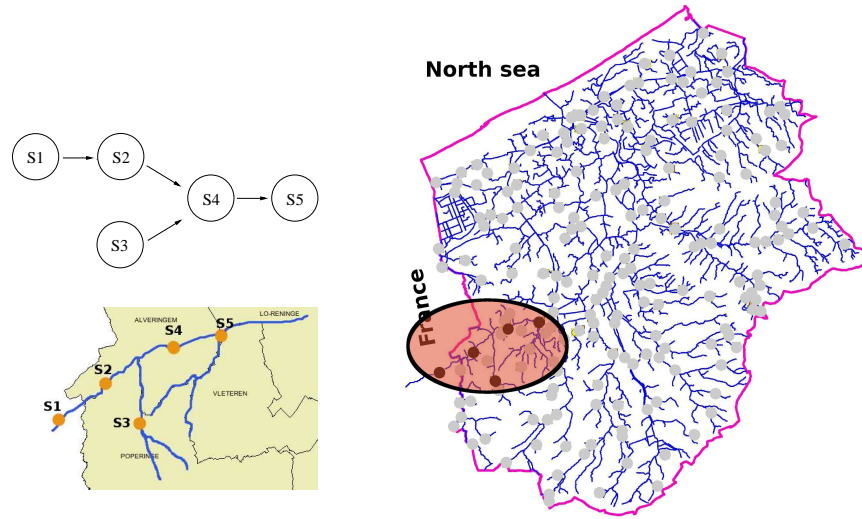 North sea
France
S1
S2
S3
S4
S5
ALVERINGEM
LO-RENINGE
S4
S5
S2
VLETEREN
S1
S3
POPERINGE